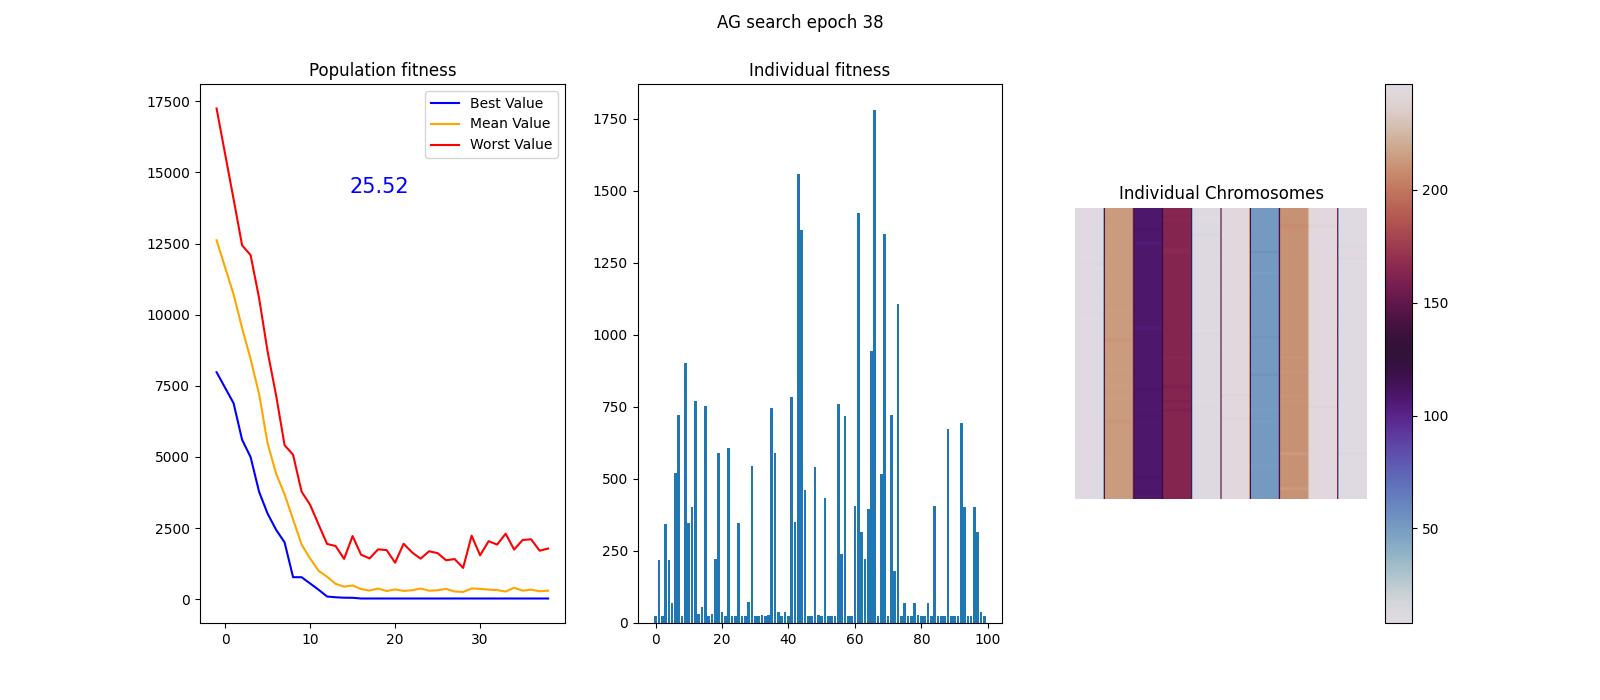 AG search epoch 38
Population fitness
17500
15000
12500
10000
7500
5000
2500
0
0 10 20 30
Best Value
Mean Value
Worst Value
25.52
Individual fitness
1750
1500
1250
1000
750
500
250
0
0 20 40 60 80 100
Individual Chromosomes
200
150
100
50